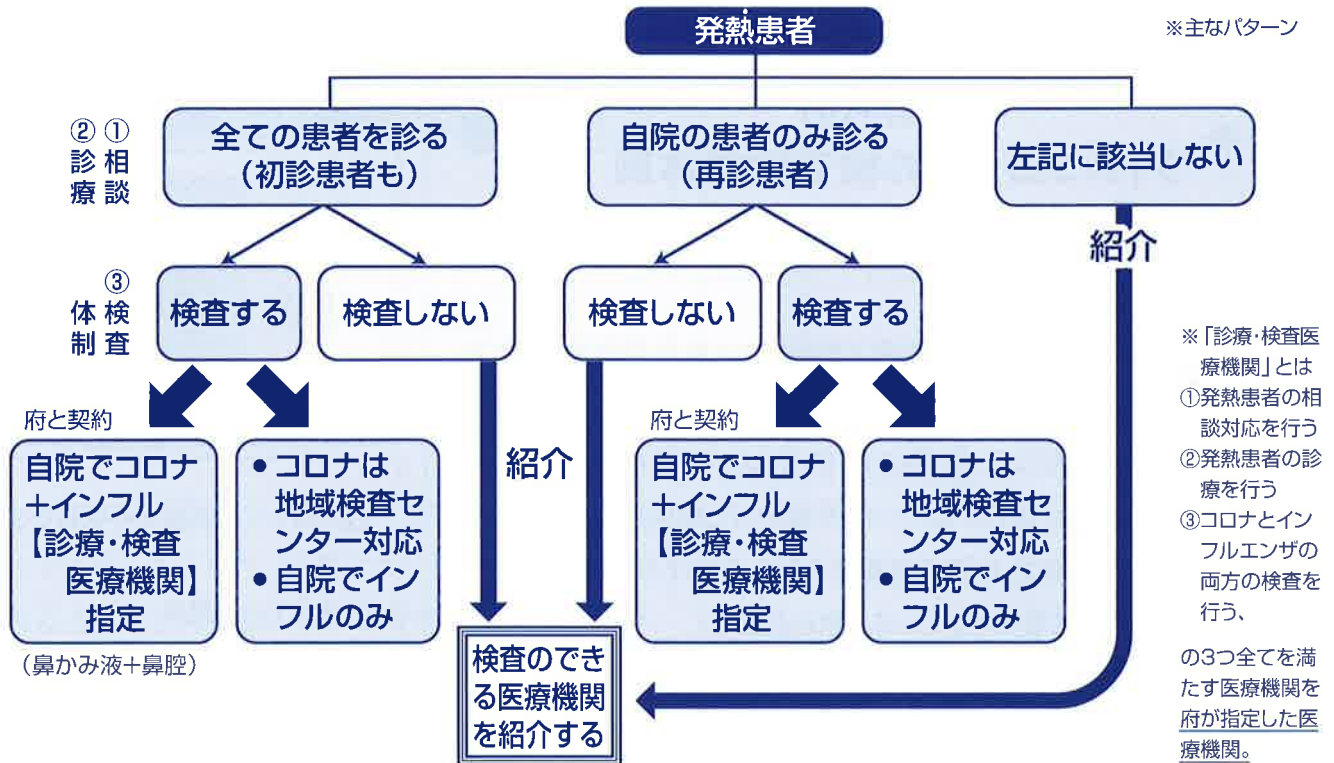 発熱患者
※主なパターン
①相談
②診療
全ての患者を診る
（初診患者も）
自院の患者のみ診る
（再診患者）
左記に該当しない
紹介
③検査
体制
検査する
検査しない
検査しない
検査する
府と契約
自院でコロナ
＋インフル
【診療・検査
医療機関】
指定
（鼻かみ液＋鼻腔）
• コロナは
地域検査セ
ンター対応
• 自院でイン
フルのみ
紹介
検査のでき
る医療機関
を紹介する
府と契約
自院でコロナ
＋インフル
【診療・検査
医療機関】
指定
• コロナは
地域検査セ
ンター対応
• 自院でイン
フルのみ
※「診療・検査医
療機関」とは
①発熱患者の相
談対応を行う
②発熱患者の診
療を行う
③コロナとイン
フルエンザの
両方の検査を
行う、
の3つ全てを満
たす医療機関を
府が指定した医
療機関。